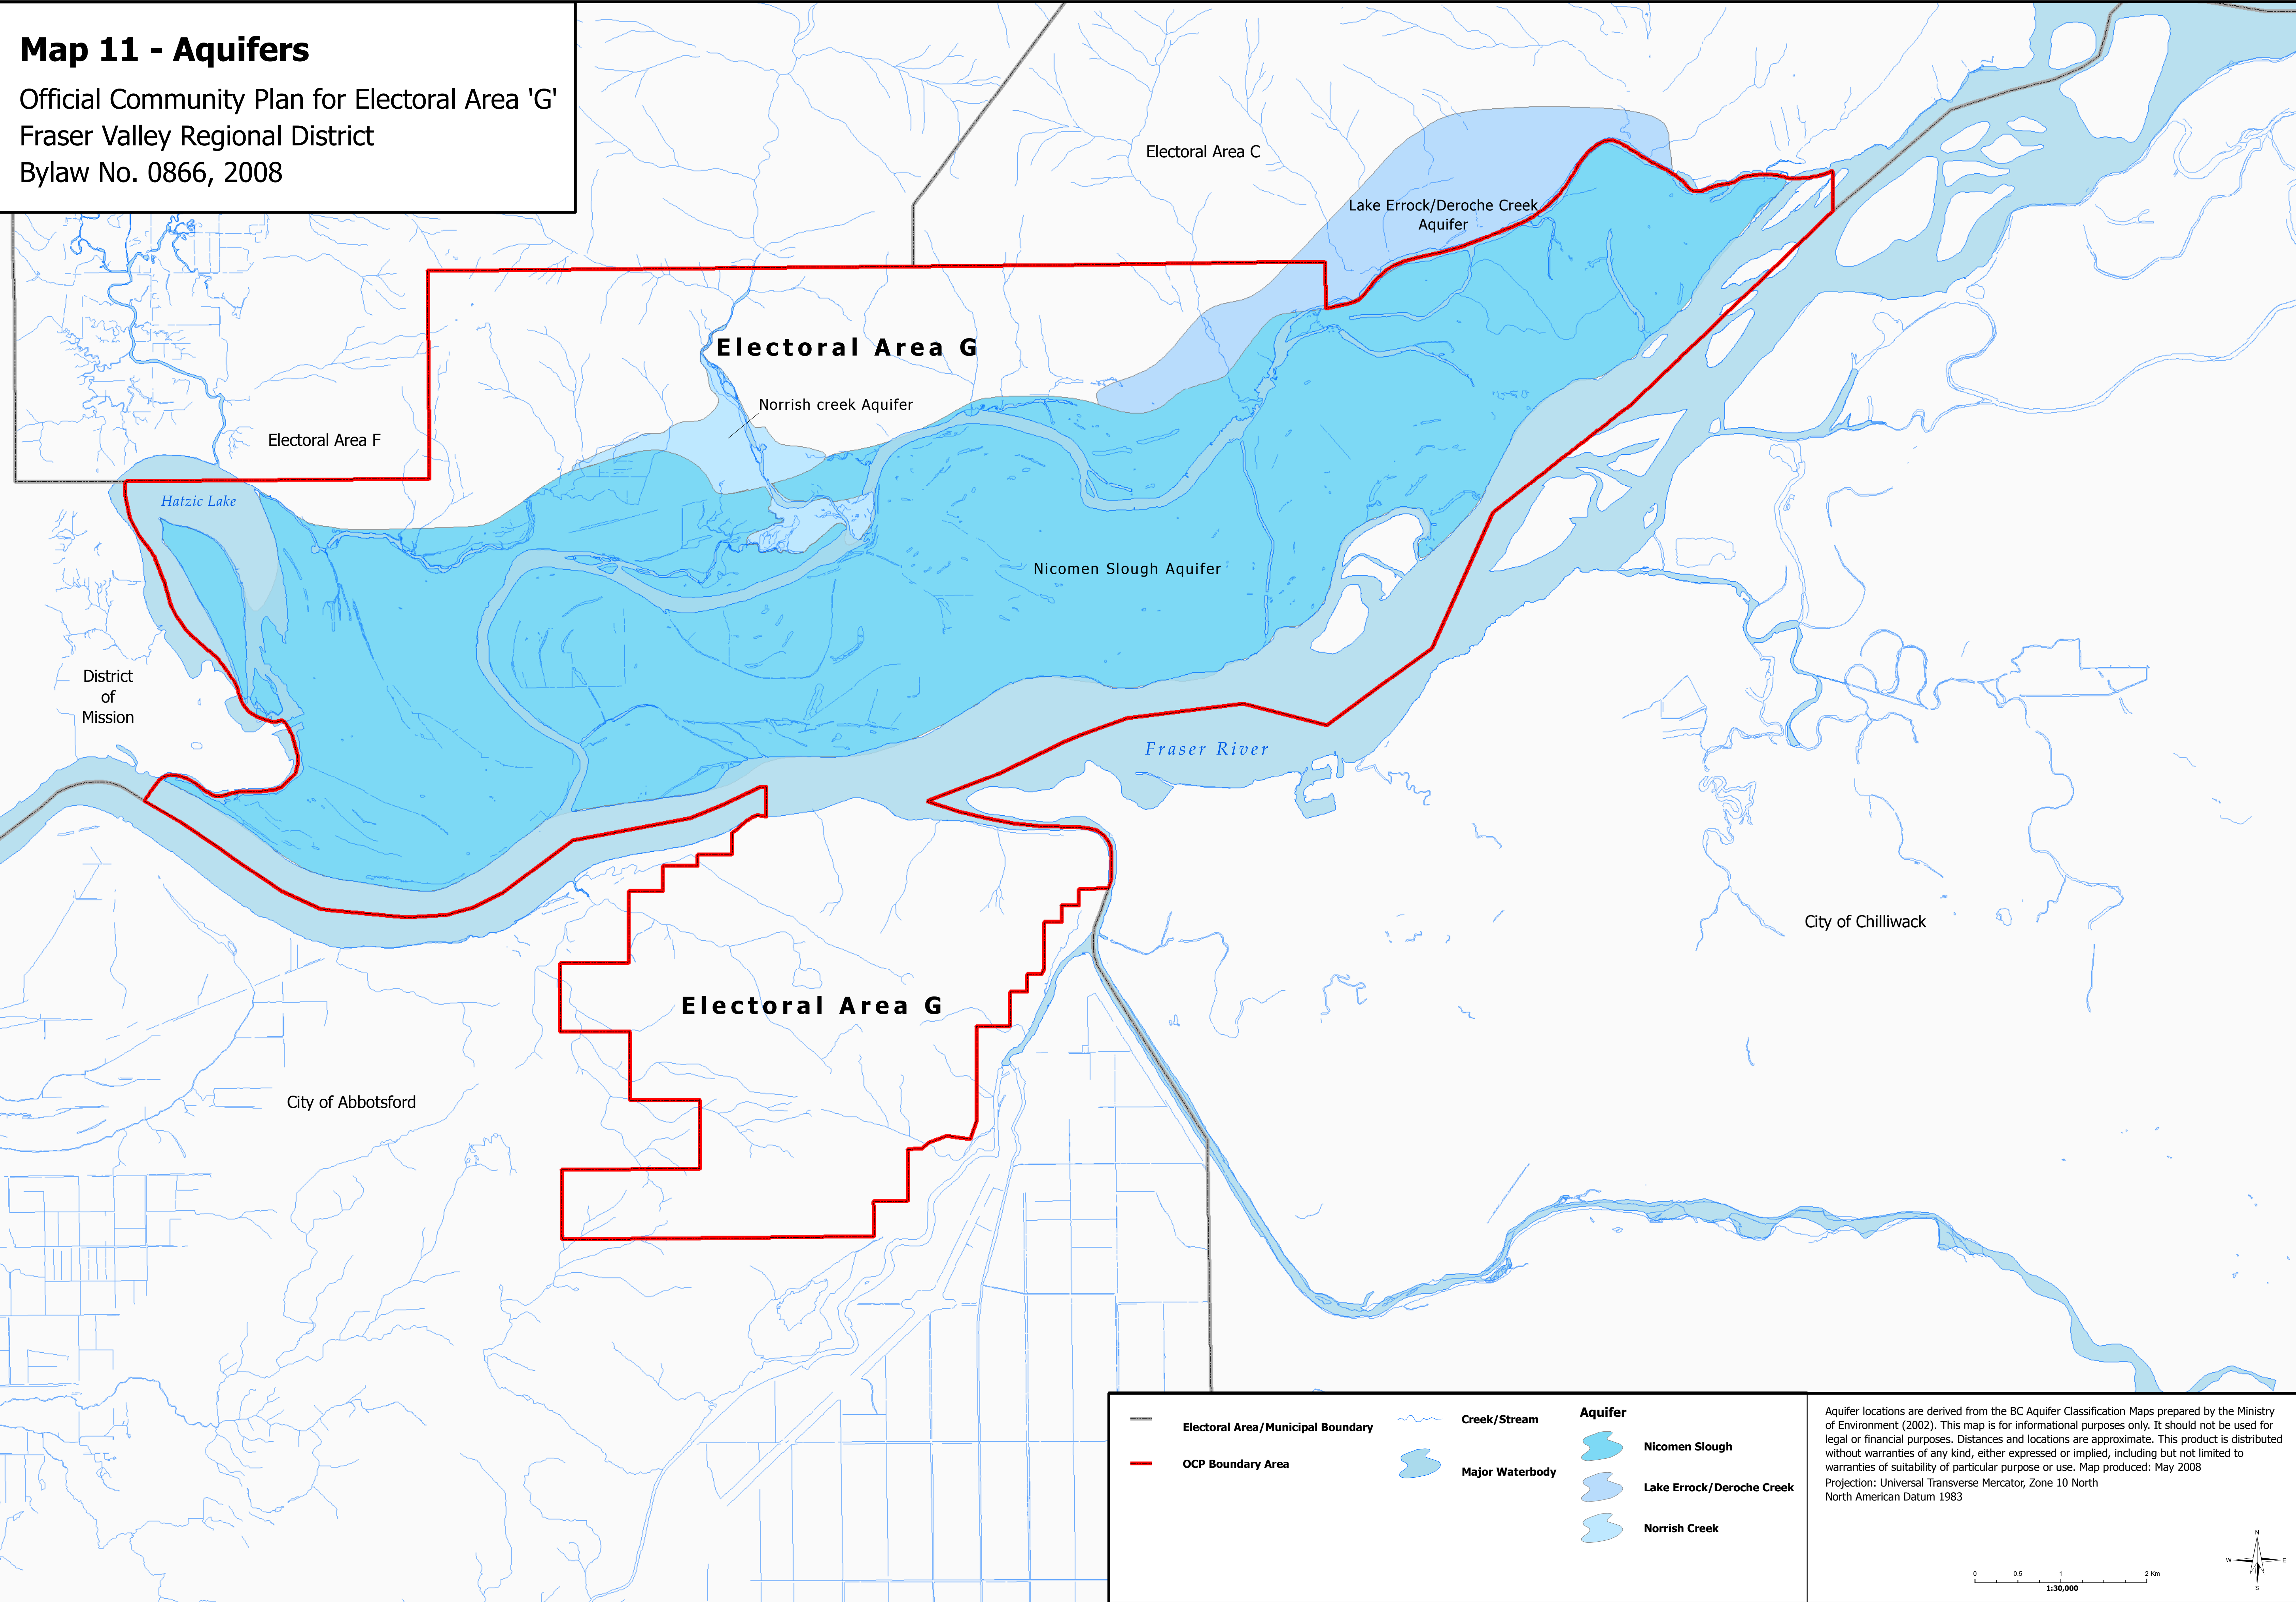 Map 11 - Aquifers
Official Community Plan for Electoral Area 'G'
Fraser Valley Regional District
Bylaw No. 0866, 2008
Electoral Area C
Lake Errock/Deroche Creek
Aquifer
Electoral Area G
Norrish creek Aquifer
Electoral Area F
Hatzic Lake
Nicomen Slough Aquifer
District
of
Mission
Fraser River
City of Chilliwack
Electoral Area G
City of Abbotsford
Electoral Area/Municipal Boundary
OCP Boundary Area
Creek/Stream
Major Waterbody
Aquifer
Nicomen Slough
Lake Errock/Deroche Creek
Norrish Creek
Aquifer locations are derived from the BC Aquifer Classification Maps prepared by the Ministry
of Environment (2002). This map is for informational purposes only. It should not be used for
legal or financial purposes. Distances and locations are approximate. This product is distributed
without warranties of any kind, either expressed or implied, including but not limited to
warranties of suitability of particular purpose or use. Map produced: May 2008
Projection: Universal Transverse Mercator, Zone 10 North
North American Datum 1983
0 0.5 1 2 Km
1:30,000
N
W E
S